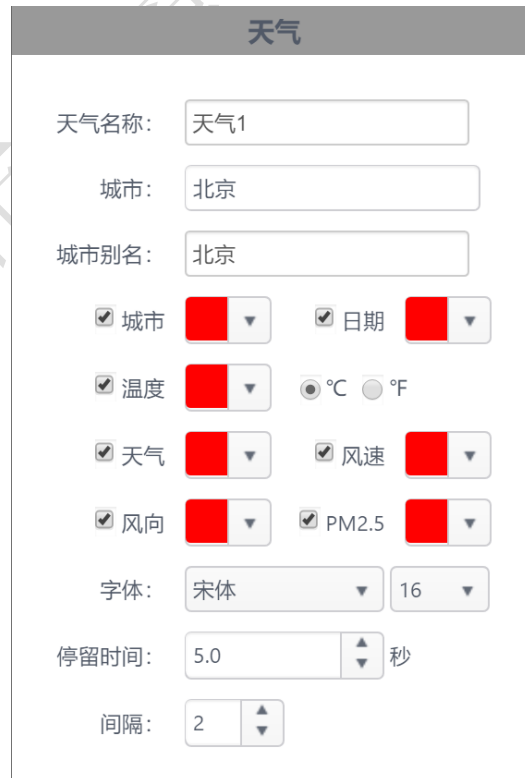 天气
天气名称： 天气1
城市： 北京
城市别名： 北京
城市 日期
温度 ℃ ℉
天气 风速
风向 PM2.5
字体： 宋体 16
停留时间： 5.0 秒
间隔： 2